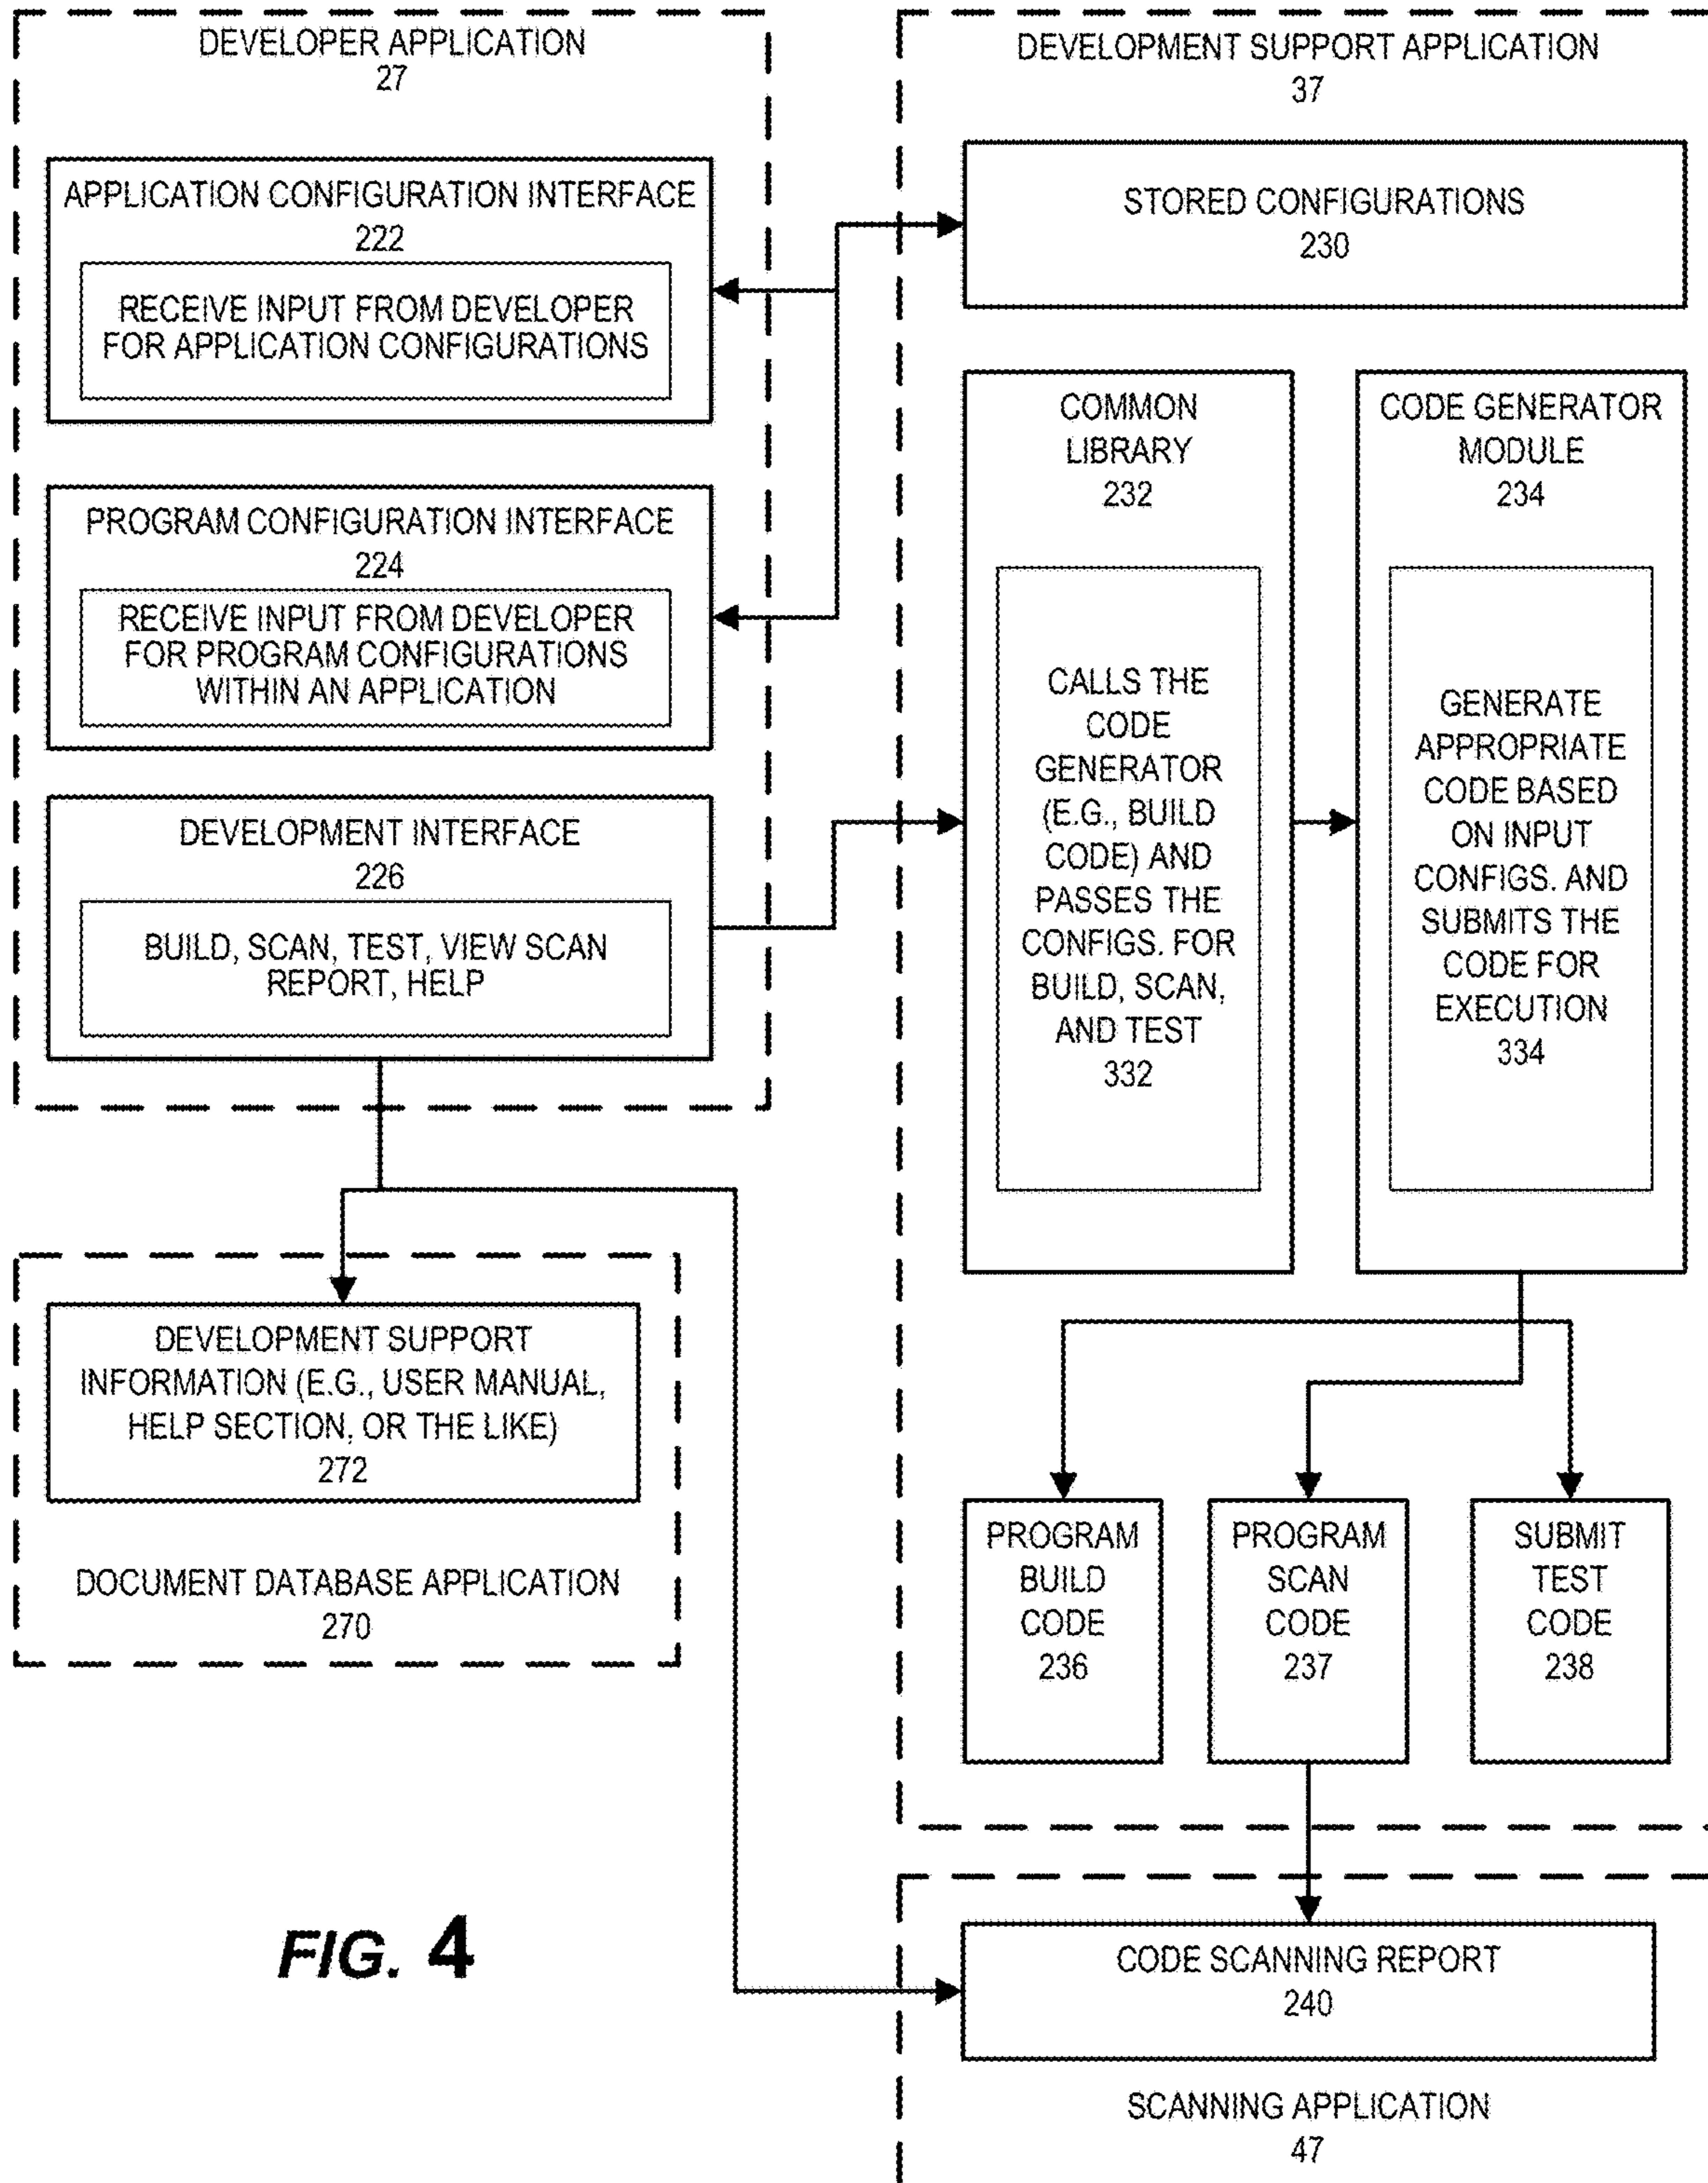 DEVELOPER APPLICATION
27
APPLICATION CONFIGURATION INTERFACE
222
RECEIVE INPUT FROM DEVELOPER
FOR APPLICATION CONFIGURATIONS
PROGRAM CONFIGURATION INTERFACE
224
RECEIVE INPUT FROM DEVELOPER
FOR PROGRAM CONFIGURATIONS
WITHIN AN APPLICATION
DEVELOPMENT INTERFACE
226
BUILD, SCAN, TEST, VIEW SCAN
REPORT, HELP
DEVELOPMENT SUPPORT
INFORMATION (E.G., USER MANUAL,
HELP SECTION, OR THE LIKE)
272
DOCUMENT DATABASE APPLICATION
270
DEVELOPMENT SUPPORT APPLICATION
37
STORED CONFIGURATIONS
230
COMMON
LIBRARY
232
CALLS THE
CODE
GENERATOR
(E.G., BUILD
CODE) AND
PASSES THE
CONFIGS. FOR
BUILD, SCAN,
AND TEST
332
CODE GENERATOR
MODULE
234
GENERATE
APPROPRIATE
CODE BASED
ON INPUT
CONFIGS. AND
SUBMITS THE
CODE FOR
EXECUTION
334
PROGRAM
BUILD
CODE
236
PROGRAM
SCAN
CODE
237
SUBMIT
TEST
CODE
238
CODE SCANNING REPORT
240
SCANNING APPLICATION
47
FIG. 4